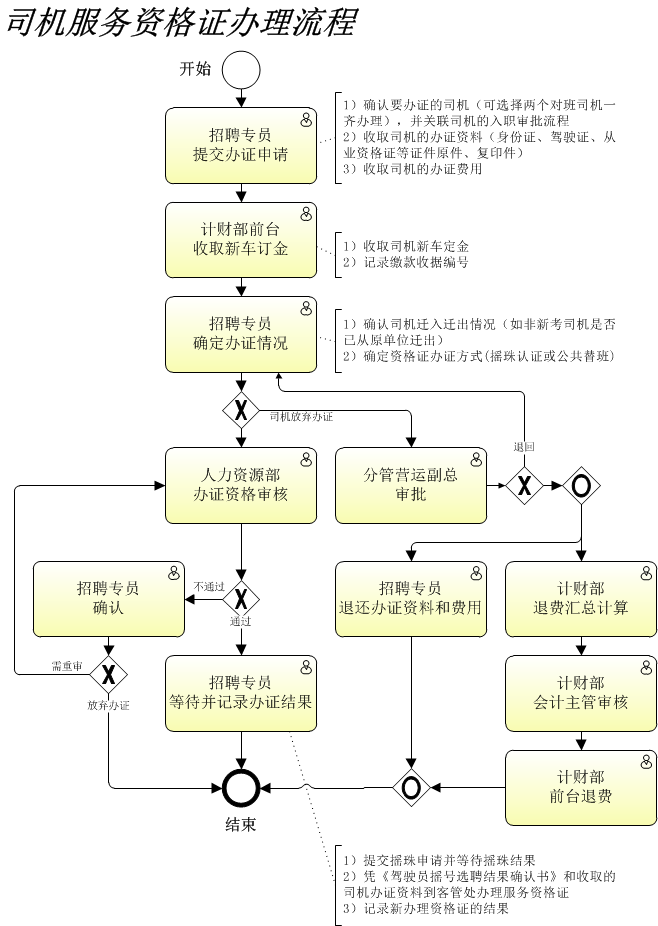 司机服务资格证办理流程
开始
招聘专员
提交办证申请
1）确认要办证的司机（可选择两个对班司机一
齐办理），并关联司机的入职审批流程
2）收取司机的办证资料（身份证、驾驶证、从
业资格证等证件原件、复印件）
3）收取司机的办证费用
计财部前台
收取新车订金
1）收取司机新车定金
2）记录缴款收据编号
招聘专员
确定办证情况
1）确认司机迁入迁出情况（如非新考司机是否
已从原单位迁出）
2）确定资格证办证方式(摇珠认证或公共替班)
X
司机放弃办证
人力资源部
办证资格审核
分管营运副总
审批
退回
X
招聘专员
确认
不通过
X
通过
招聘专员
退还办证资料和费用
计财部
退费汇总计算
需重审
X
放弃办证
招聘专员
等待并记录办证结果
计财部
会计主管审核
计财部
前台退费
结束
1）提交摇珠申请并等待摇珠结果
2）凭《驾驶员摇号选聘结果确认书》和收取的
司机办证资料到客管处办理服务资格证
3）记录新办理资格证的结果